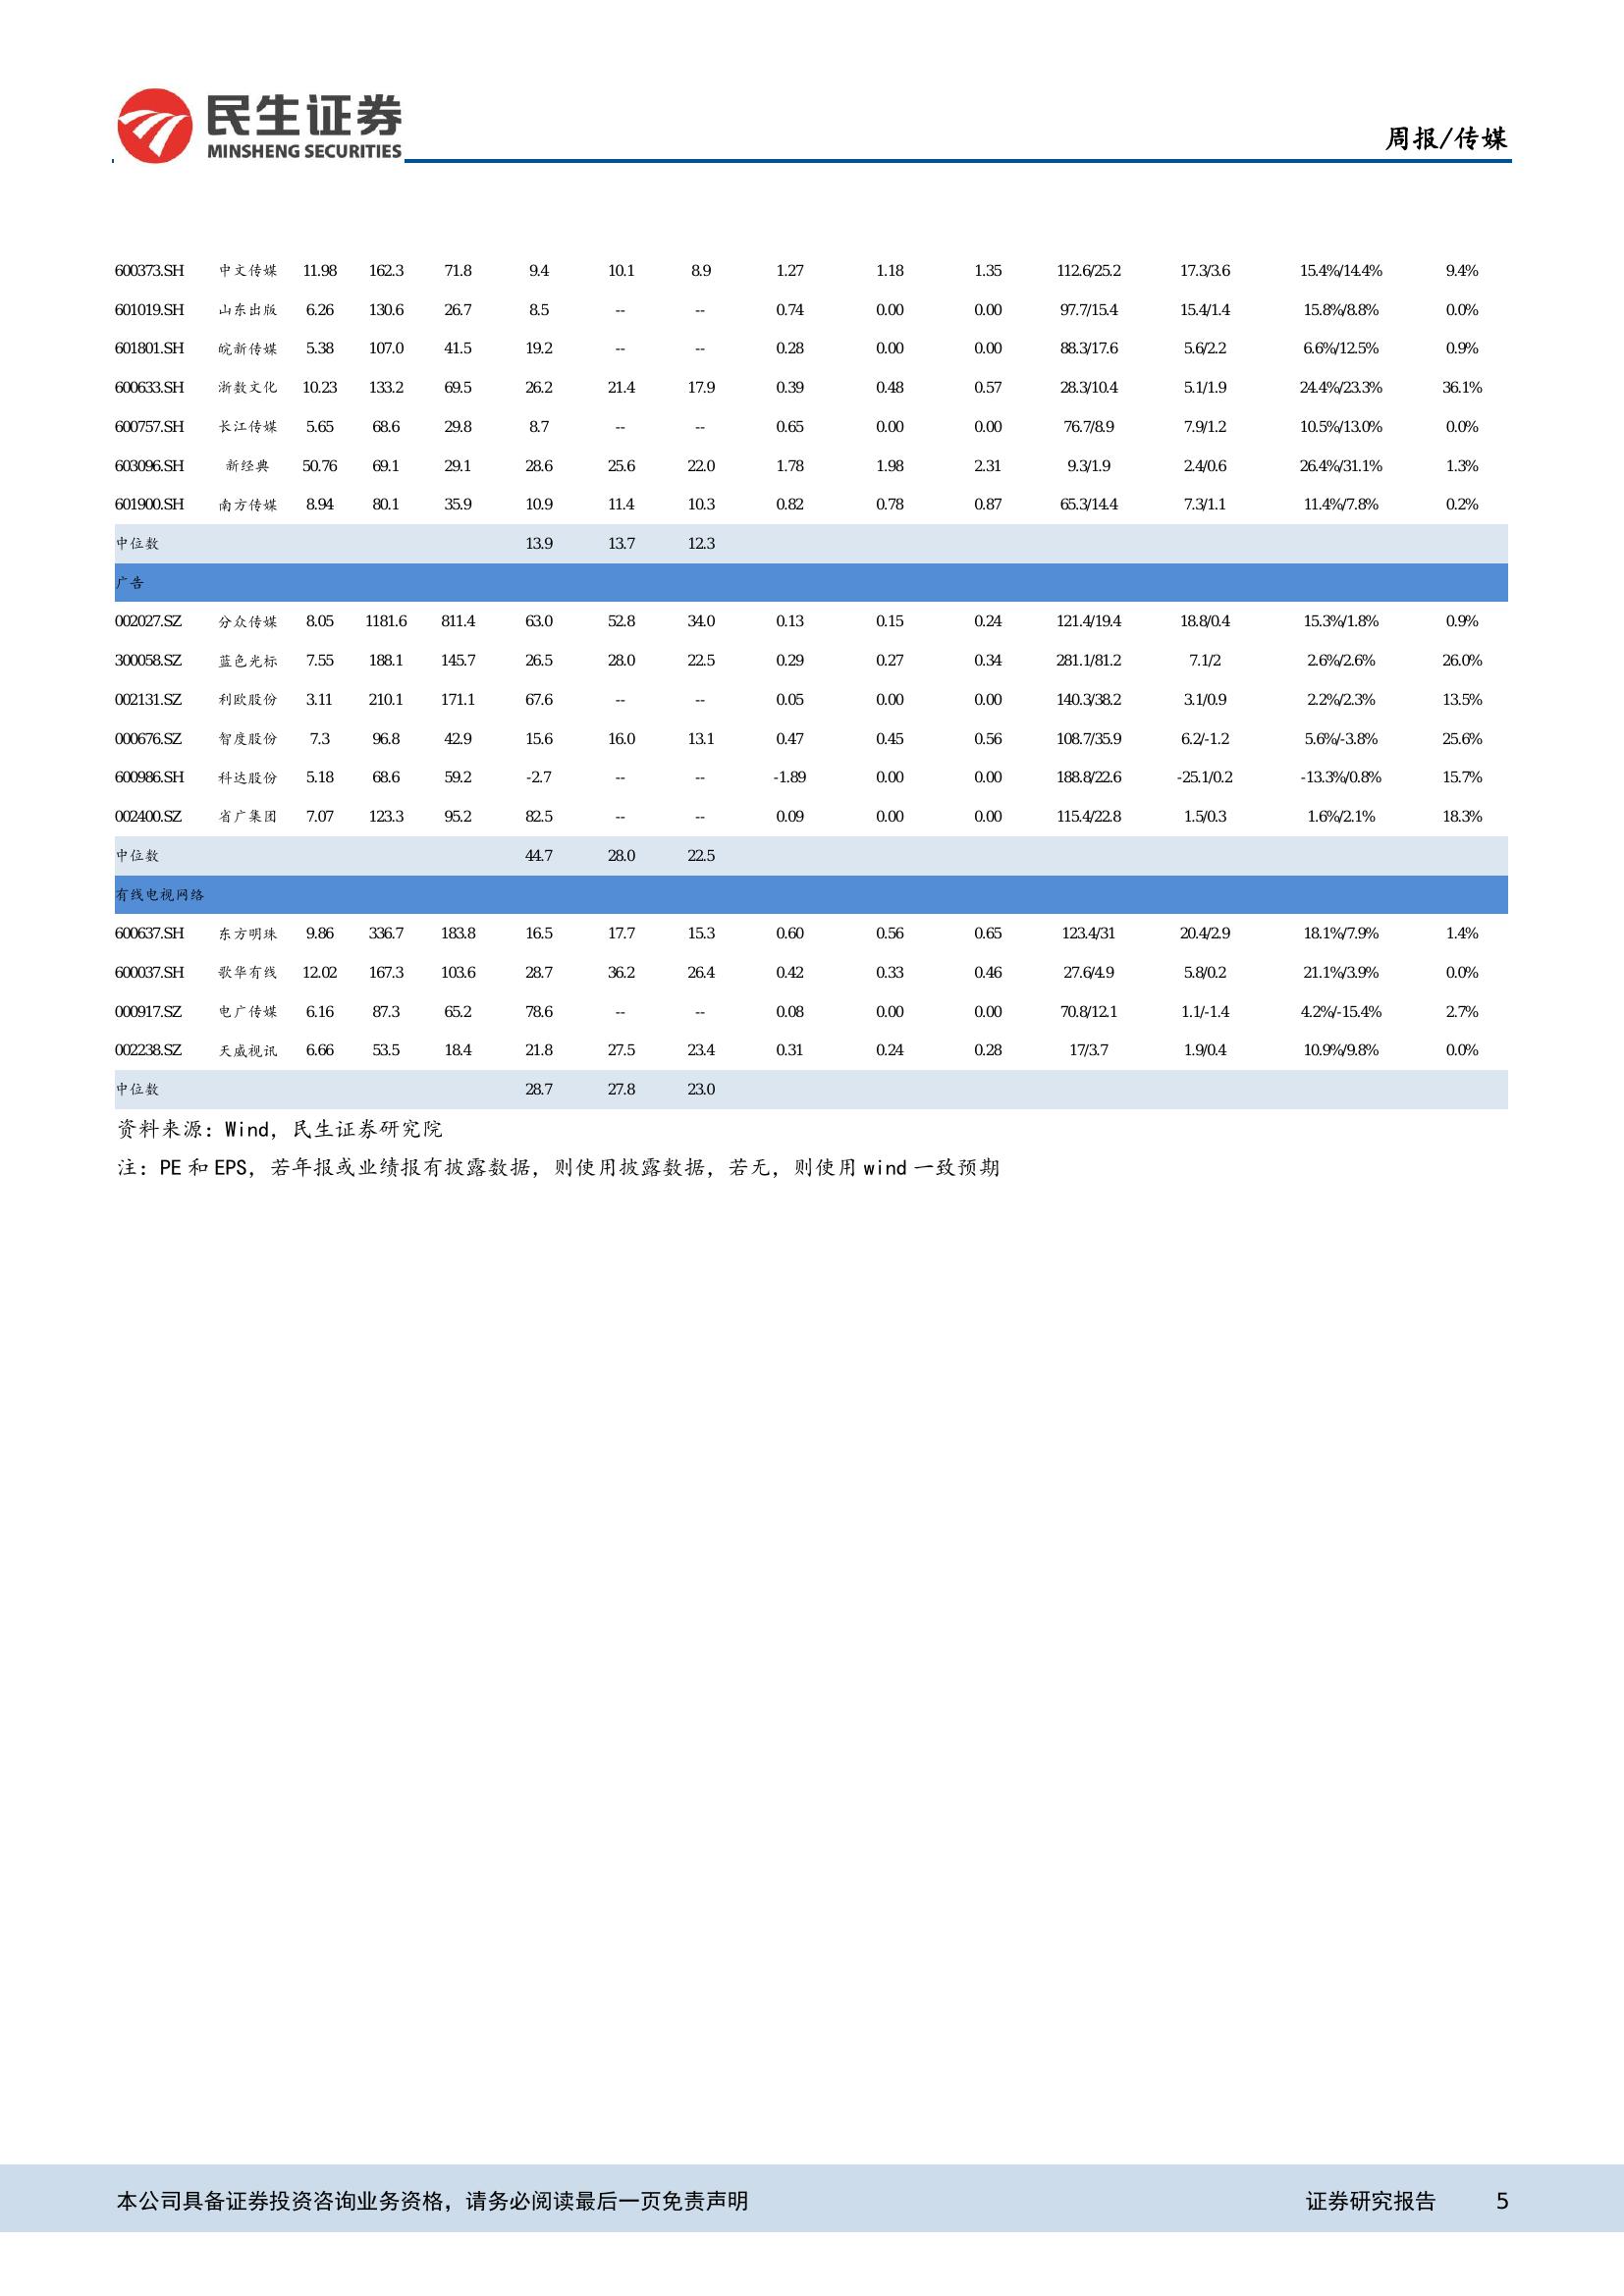 民生证券
MINSHENG SECURITIES
周报/传媒
600373.SH 中文传媒 11.98 162.3 71.8 9.4 10.1 8.9 1.27 1.18 1.35 112.6/25.2 17.3/3.6 15.4%/14.4% 9.4%
601019.SH 山东出版 6.26 130.6 26.7 8.5 -- -- 0.74 0.00 0.00 97.7/15.4 15.4/1.4 15.8%/8.8% 0.0%
601801.SH 皖新传媒 5.38 107.0 41.5 19.2 -- -- 0.28 0.00 0.00 88.3/17.6 5.6/2.2 6.6%/12.5% 0.9%
600633.SH 浙数文化 10.23 133.2 69.5 26.2 21.4 17.9 0.39 0.48 0.57 28.3/10.4 5.1/1.9 24.4%/23.3% 36.1%
600757.SH 长江传媒 5.65 68.6 29.8 8.7 -- -- 0.65 0.00 0.00 76.7/8.9 7.9/1.2 10.5%/13.0% 0.0%
603096.SH 新经典 50.76 69.1 29.1 28.6 25.6 22.0 1.78 1.98 2.31 9.3/1.9 2.4/0.6 26.4%/31.1% 1.3%
601900.SH 南方传媒 8.94 80.1 35.9 10.9 11.4 10.3 0.82 0.78 0.87 65.3/14.4 7.3/1.1 11.4%/7.8% 0.2%
中位数 13.9 13.7 12.3
广告
002027.SZ 分众传媒 8.05 1181.6 811.4 63.0 52.8 34.0 0.13 0.15 0.24 121.4/19.4 18.8/0.4 15.3%/1.8% 0.9%
300058.SZ 蓝色光标 7.55 188.1 145.7 26.5 28.0 22.5 0.29 0.27 0.34 281.1/81.2 7.1/2 2.6%/2.6% 26.0%
002131.SZ 利欧股份 3.11 210.1 171.1 67.6 -- -- 0.05 0.00 0.00 140.3/38.2 3.1/0.9 2.2%/2.3% 13.5%
000676.SZ 智度股份 7.3 96.8 42.9 15.6 16.0 13.1 0.47 0.45 0.56 108.7/35.9 6.2/-1.2 5.6%/-3.8% 25.6%
600986.SH 科达股份 5.18 68.6 59.2 -2.7 -- -- -1.89 0.00 0.00 188.8/22.6 -25.1/0.2 -13.3%/0.8% 15.7%
002400.SZ 省广集团 7.07 123.3 95.2 82.5 -- -- 0.09 0.00 0.00 115.4/22.8 1.5/0.3 1.6%/2.1% 18.3%
中位数 44.7 28.0 22.5
有线电视网络
600637.SH 东方明珠 9.86 336.7 183.8 16.5 17.7 15.3 0.60 0.56 0.65 123.4/31 20.4/2.9 18.1%/7.9% 1.4%
600037.SH 歌华有线 12.02 167.3 103.6 28.7 36.2 26.4 0.42 0.33 0.46 27.6/4.9 5.8/0.2 21.1%/3.9% 0.0%
000917.SZ 电广传媒 6.16 87.3 65.2 78.6 -- -- 0.08 0.00 0.00 70.8/12.1 1.1/-1.4 4.2%/-15.4% 2.7%
002238.SZ 天威视讯 6.66 53.5 18.4 21.8 27.5 23.4 0.31 0.24 0.28 17/3.7 1.9/0.4 10.9%/9.8% 0.0%
中位数 28.7 27.8 23.0
资料来源：Wind，民生证券研究院
注：PE 和 EPS，若年报或业绩报有披露数据，则使用披露数据，若无，则使用 wind 一致预期
本公司具备证券投资咨询业务资格，请务必阅读最后一页免责声明 证券研究报告 5